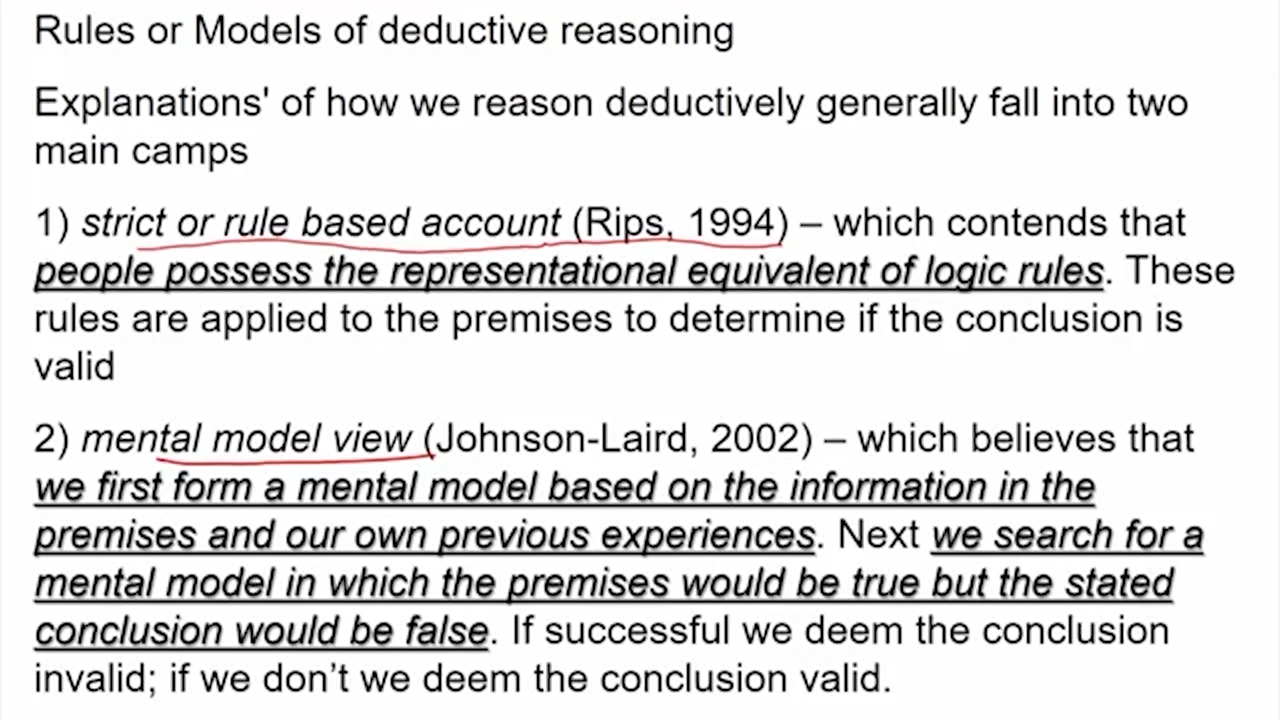 Rules or Models of deductive reasoning
Explanations' of how we reason deductively generally fall into two
main camps
1) strict or rule based account (Rips, 1994) – which contends that
people possess the representational equivalent of logic rules. These
rules are applied to the premises to determine if the conclusion is
valid
2) mental model view (Johnson-Laird, 2002) – which believes that
we first form a mental model based on the information in the
premises and our own previous experiences. Next we search for a
mental model in which the premises would be true but the stated
conclusion would be false. If successful we deem the conclusion
invalid; if we don’t we deem the conclusion valid.